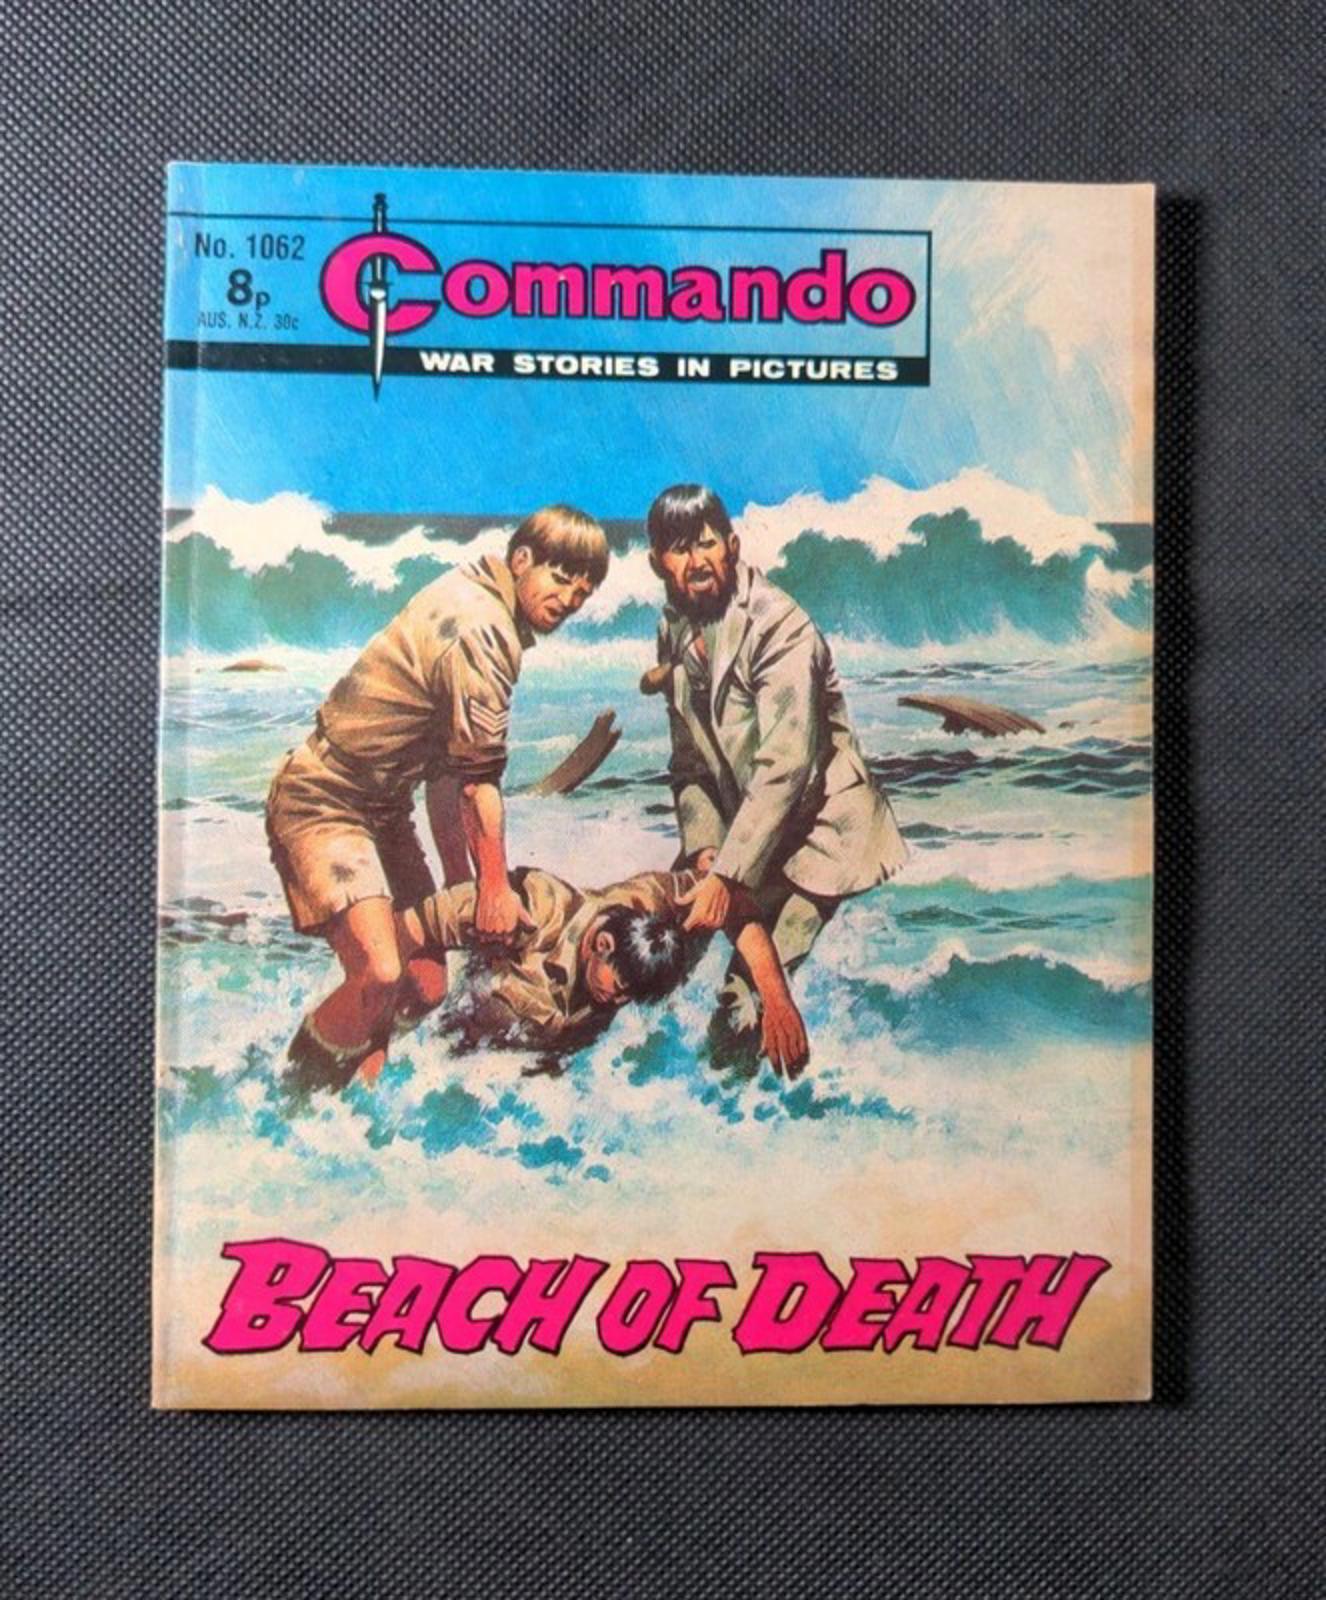 No. 1062
8p
AUS. N.Z. 30c
Commando
WAR STORIES IN PICTURES
BEACH OF DEATH